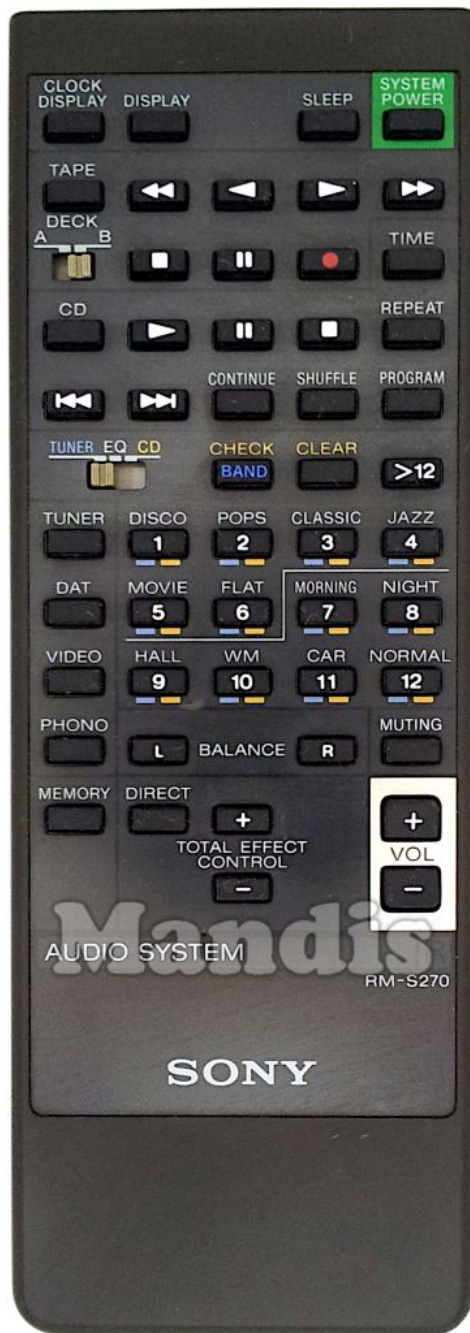 CLOCK
DISPLAY DISPLAY SLEEP SYSTEM
POWER
TAPE
DECK
A B TIME
CD REPEAT
CONTINUE SHUFFLE PROGRAM
TUNER EQ CD CHECK CLEAR
BAND >12
TUNER DISCO POPS CLASSIC JAZZ
1 2 3 4
DAT MOVIE FLAT MORNING NIGHT
5 6 7 8
VIDEO HALL WM CAR NORMAL
9 10 11 12
PHONO L BALANCE R MUTING
MEMORY DIRECT + +
TOTAL EFFECT
CONTROL VOL
- -
Mandis
AUDIO SYSTEM
RM-S270
SONY